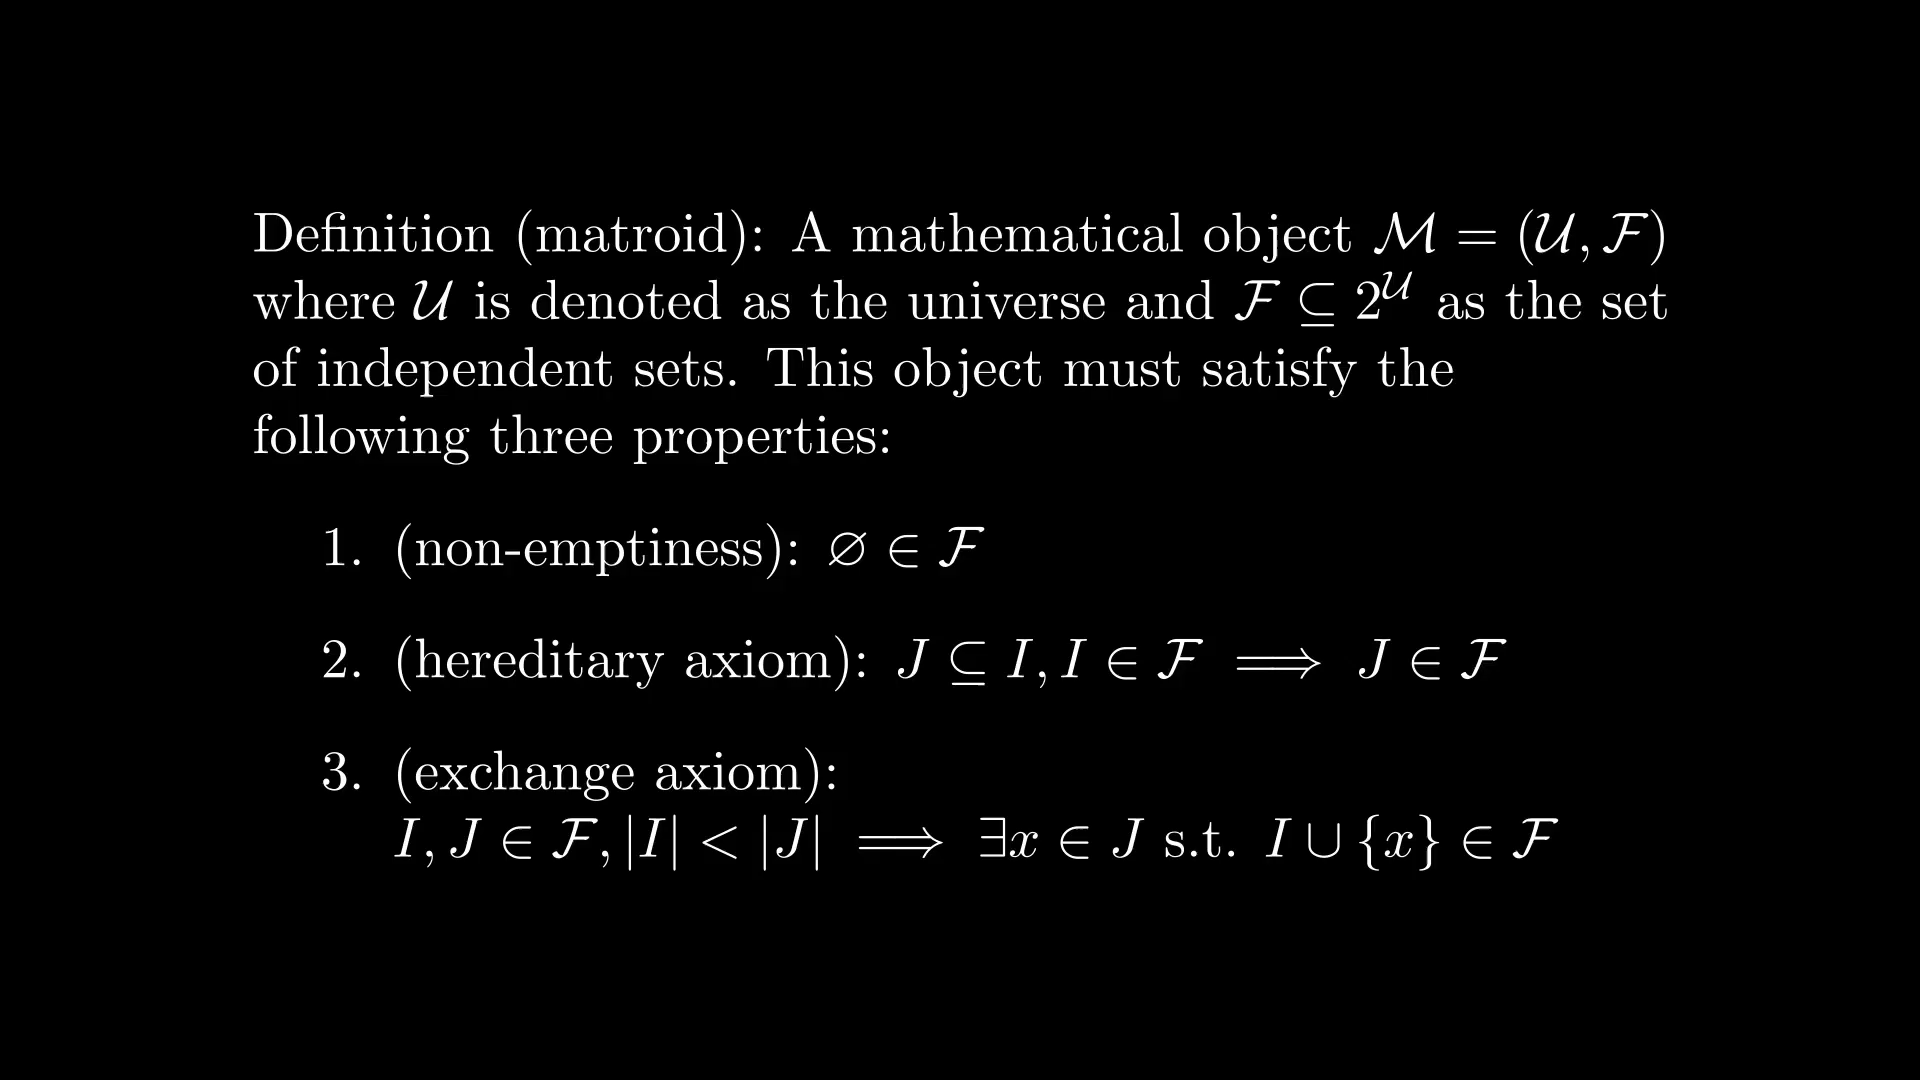 Definition (matroid): A mathematical object ℳ = (𝒰, ℱ)
where 𝒰 is denoted as the universe and ℱ ⊆ 2^𝒰 as the set
of independent sets. This object must satisfy the
following three properties:
1. (non-emptiness): ∅ ∈ ℱ
2. (hereditary axiom): J ⊆ I, I ∈ ℱ ⟹ J ∈ ℱ
3. (exchange axiom):
I, J ∈ ℱ, |I| < |J| ⟹ ∃x ∈ J s.t. I ∪ {x} ∈ ℱ